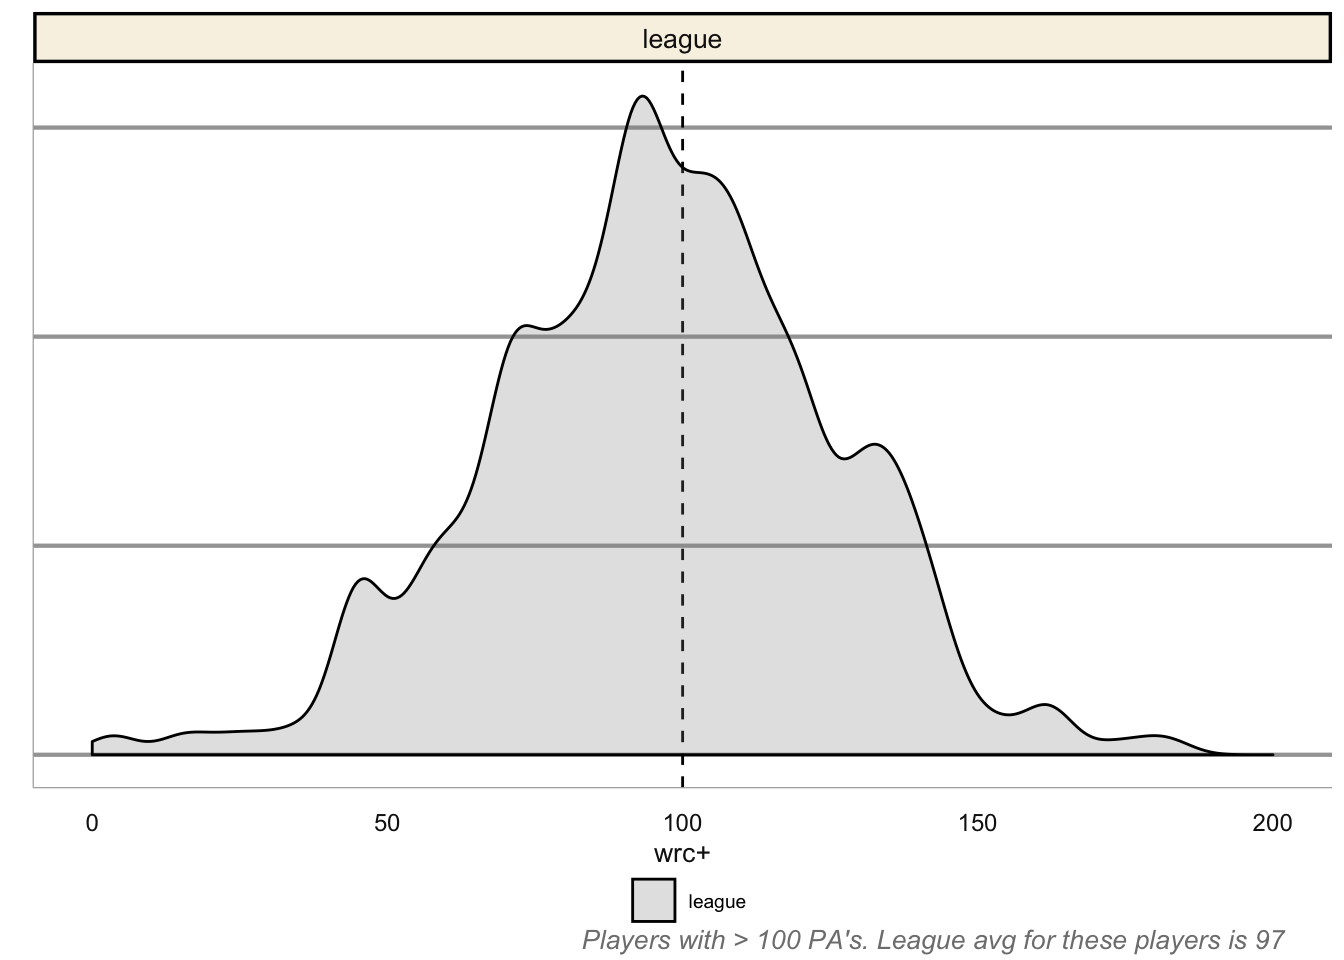 league
0 50 100 150 200
wrc+
league
Players with > 100 PA's. League avg for these players is 97